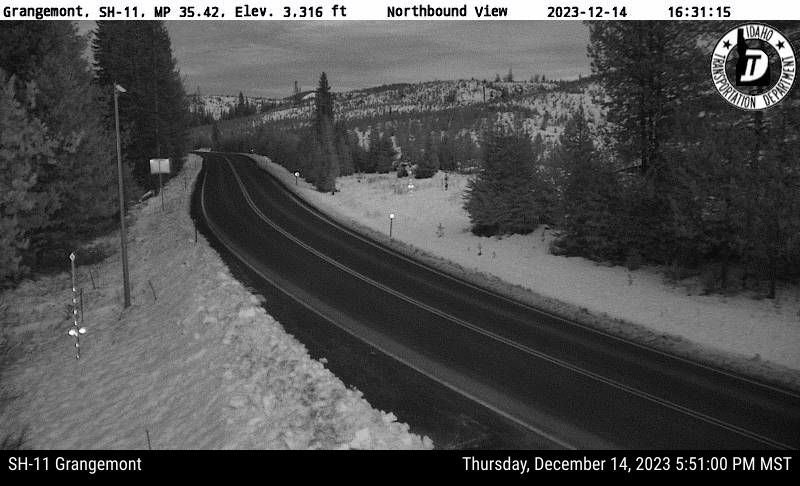 Grangemont, SH-11, MP 35.42, Elev. 3,316 ft Northbound View 2023-12-14 16:31:15
IDAHO
TRANSPORTATION DEPARTMENT
SH-11 Grangemont Thursday, December 14, 2023 5:51:00 PM MST